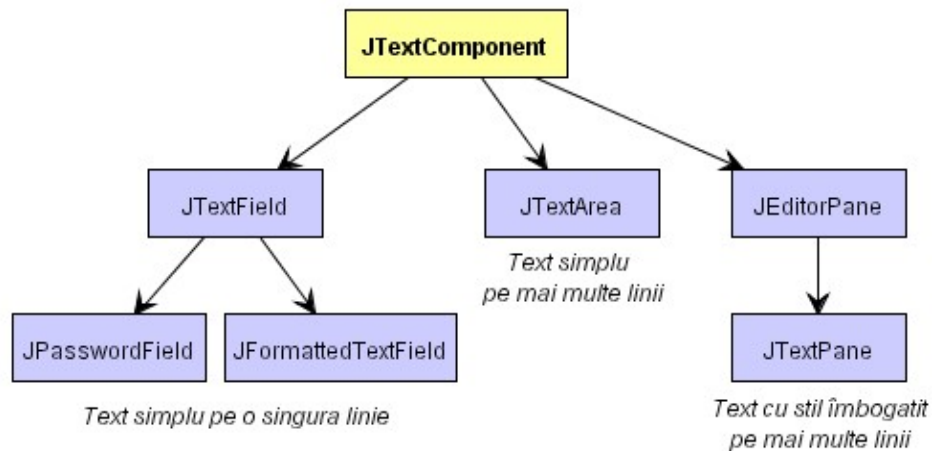 JTextComponent
JTextField
JTextArea
JEditorPane
Text simplu
pe mai multe linii
JPasswordField
JFormattedTextField
JTextPane
Text simplu pe o singura linie
Text cu stil îmbogatit
pe mai multe linii